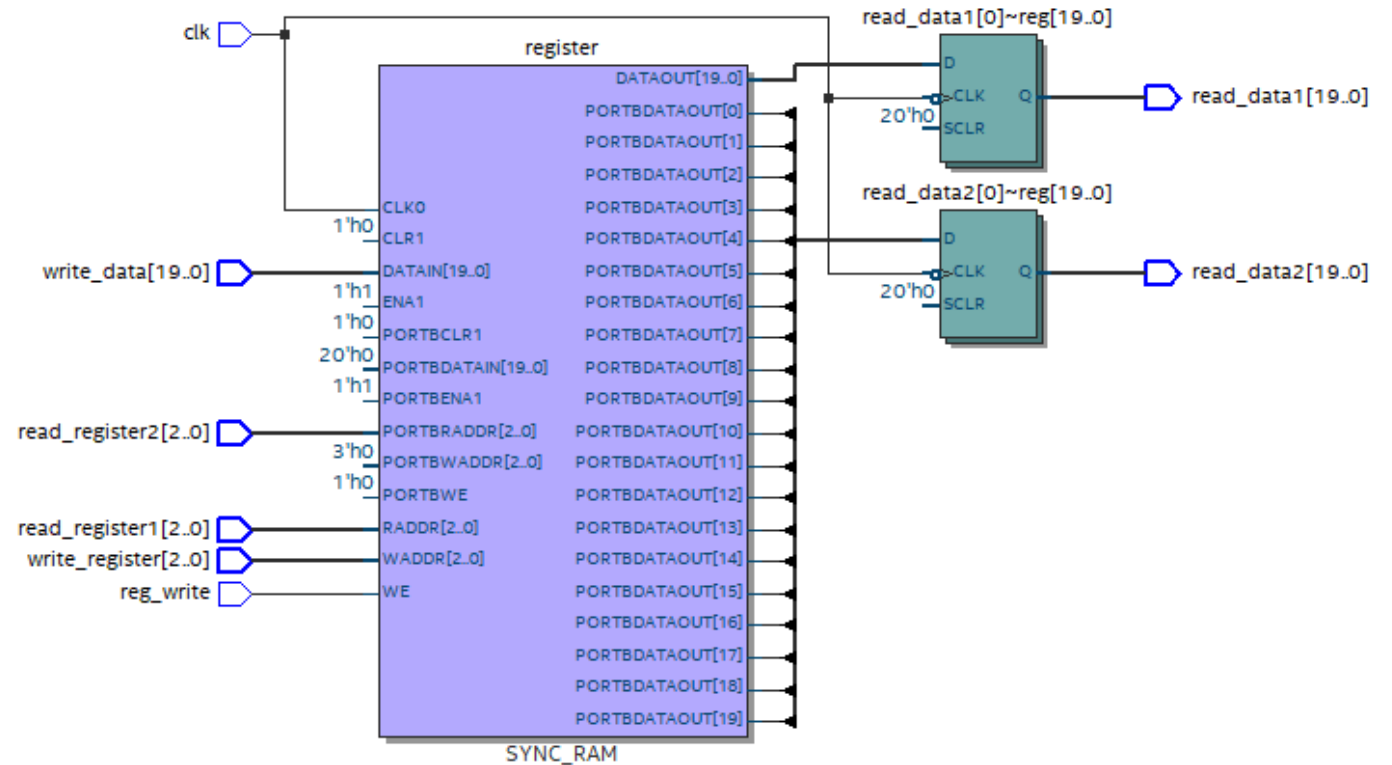 clk
register
SYNC_RAM
CLK0
1'h0
CLR1
write_data[19..0]
DATAIN[19..0]
1'h1
ENA1
1'h0
PORTBCLR1
20'h0
PORTBDATAIN[19..0]
1'h1
PORTBENA1
read_register2[2..0]
PORTBRADDR[2..0]
3'h0
PORTBWADDR[2..0]
1'h0
PORTBWE
read_register1[2..0]
RADDR[2..0]
write_register[2..0]
WADDR[2..0]
reg_write
WE
DATAOUT[19..0]
PORTBDATAOUT[0]
PORTBDATAOUT[1]
PORTBDATAOUT[2]
PORTBDATAOUT[3]
PORTBDATAOUT[4]
PORTBDATAOUT[5]
PORTBDATAOUT[6]
PORTBDATAOUT[7]
PORTBDATAOUT[8]
PORTBDATAOUT[9]
PORTBDATAOUT[10]
PORTBDATAOUT[11]
PORTBDATAOUT[12]
PORTBDATAOUT[13]
PORTBDATAOUT[14]
PORTBDATAOUT[15]
PORTBDATAOUT[16]
PORTBDATAOUT[17]
PORTBDATAOUT[18]
PORTBDATAOUT[19]
read_data1[0]~reg[19..0]
D
CLK
Q
20'h0
SCLR
read_data1[19..0]
read_data2[0]~reg[19..0]
D
CLK
Q
20'h0
SCLR
read_data2[19..0]